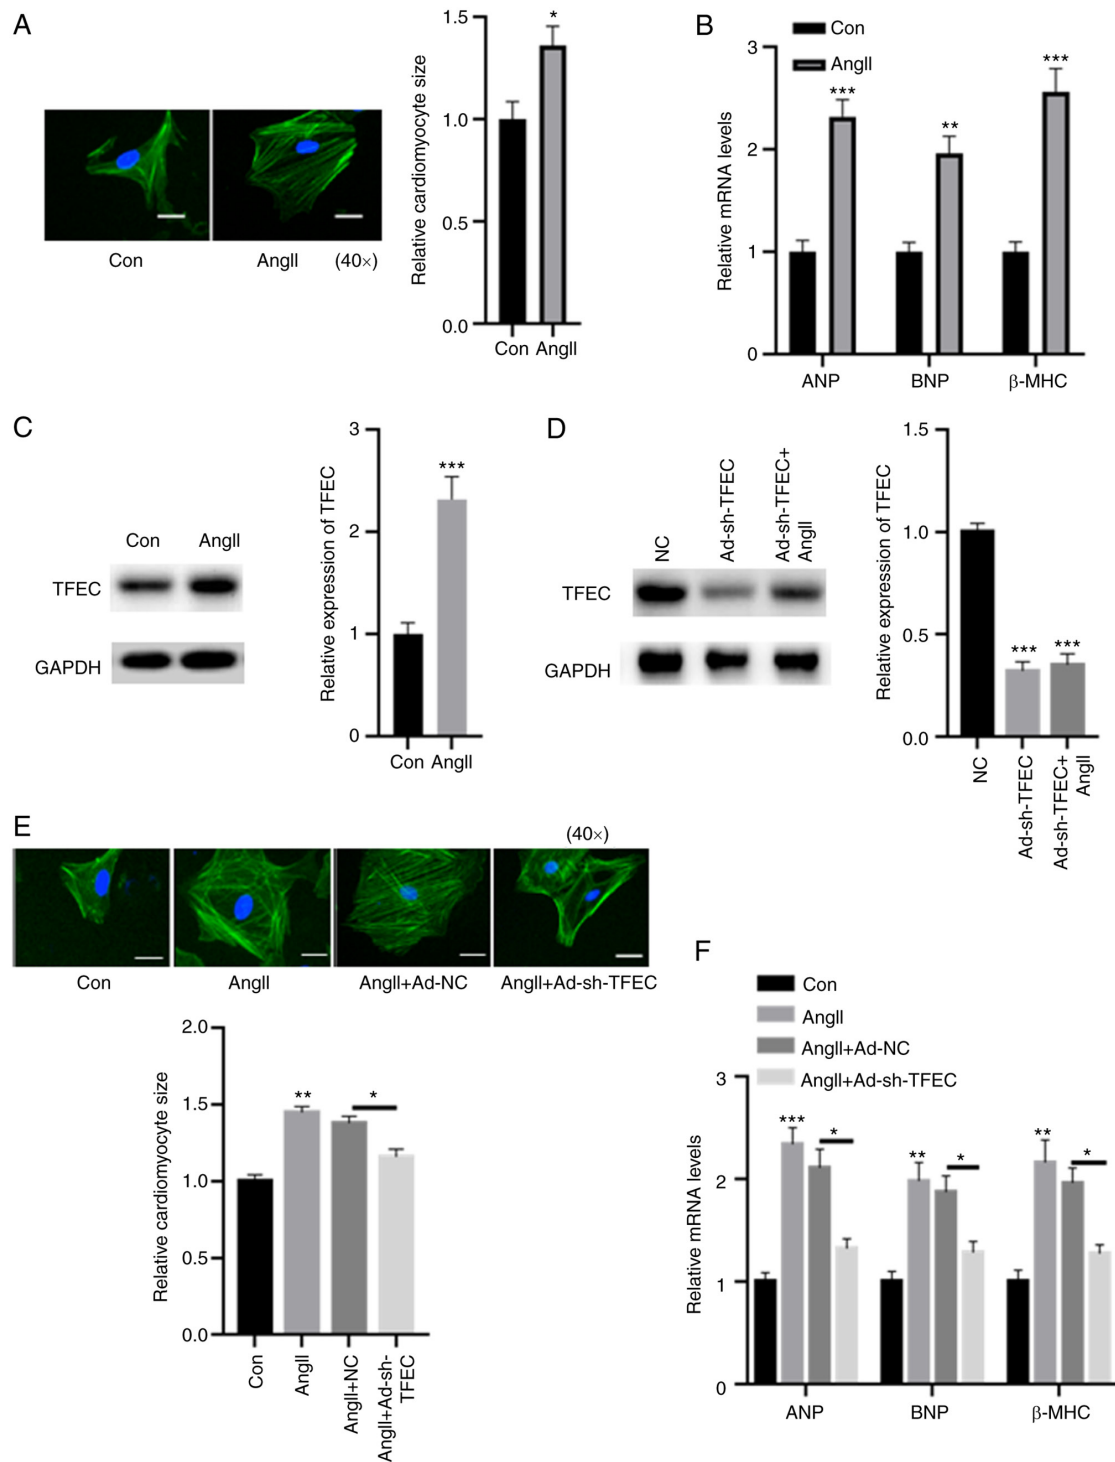 A
Relative cardiomyocyte size
1.5
1.0
0.5
0.0
*
Con
AngII
(40×)
Con AngII
B
Con
AngII
Relative mRNA levels
3
2
1
0
***
**
***
ANP
BNP
β-MHC
C
Con
AngII
TFEC
GAPDH
Relative expression of TFEC
3
2
1
0
***
Con AngII
D
NC
Ad-sh-TFEC
Ad-sh-TFEC+
AngII
TFEC
GAPDH
Relative expression of TFEC
1.5
1.0
0.5
0.0
***
***
NC
Ad-sh-TFEC
Ad-sh-TFEC+
AngII
E
(40×)
Con
AngII
AngII+Ad-NC
AngII+Ad-sh-TFEC
Relative cardiomyocyte size
2.0
1.5
1.0
0.5
0.0
**
*
Con
AngII
AngII+NC
AngII+Ad-sh-
TFEC
F
Con
AngII
AngII+Ad-NC
AngII+Ad-sh-TFEC
Relative mRNA levels
3
2
1
0
***
*
**
*
**
*
ANP
BNP
β-MHC